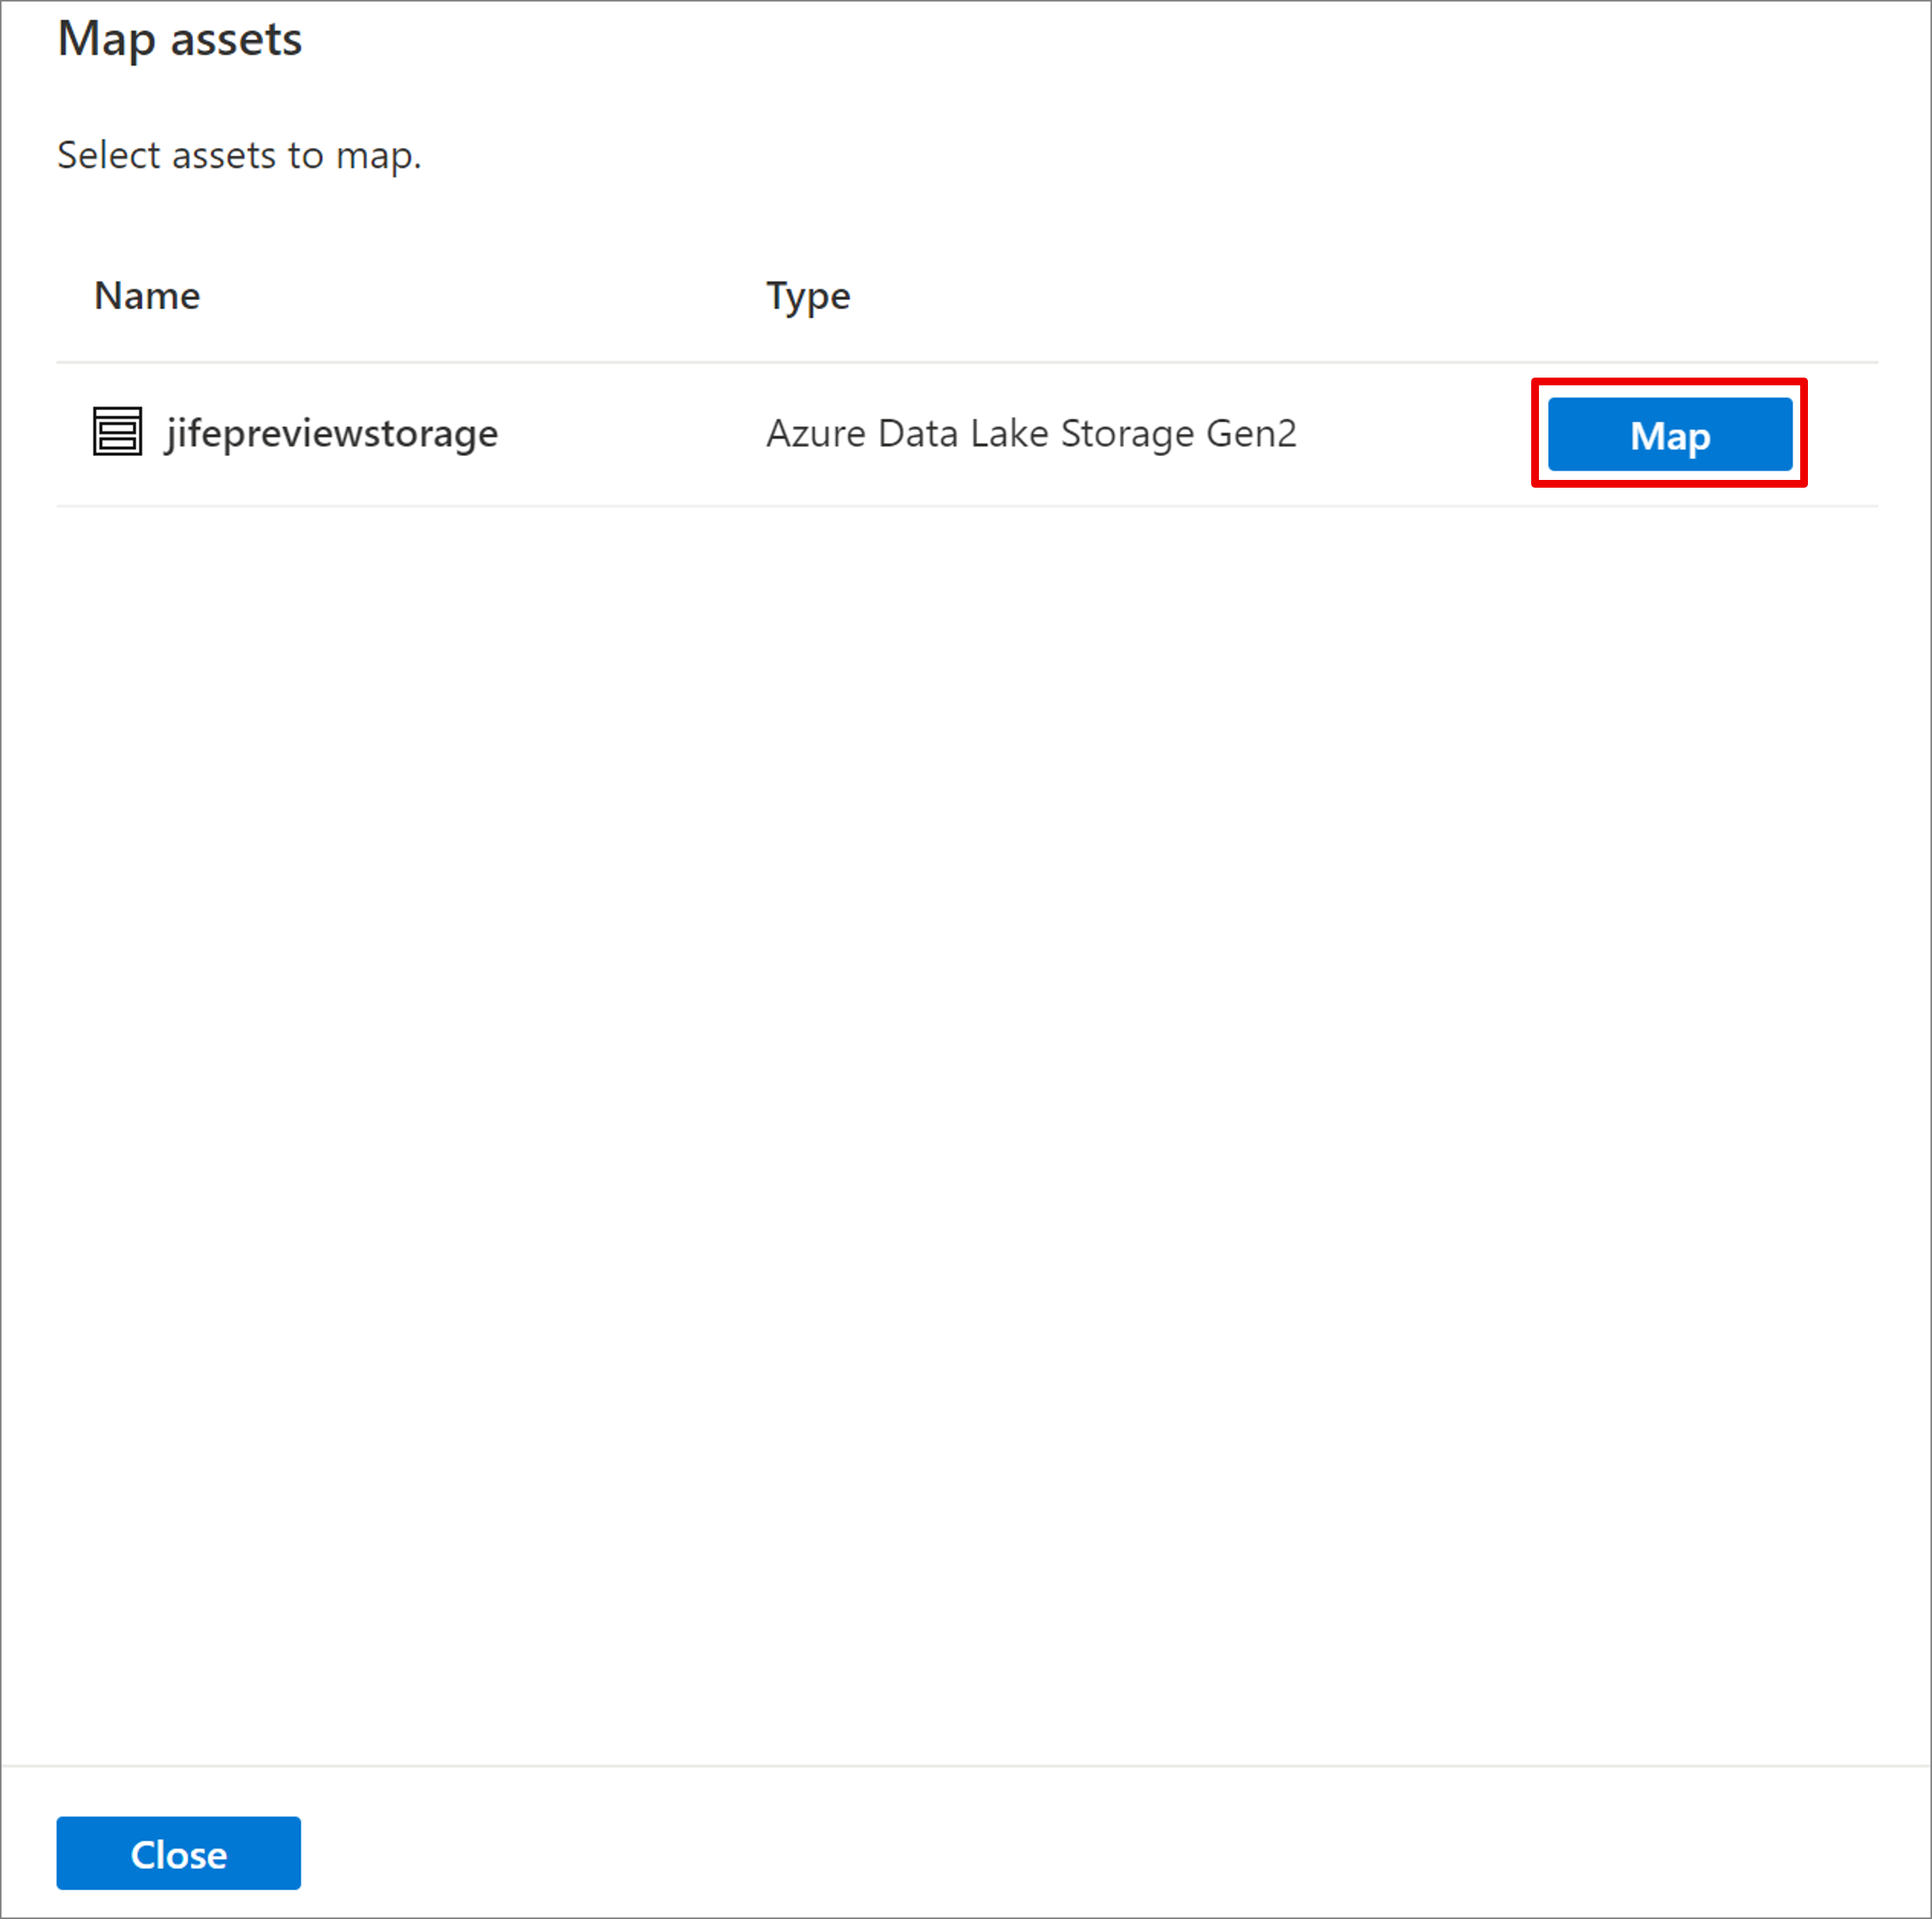 Map assets
Select assets to map.
Name Type
jifepreviewstorage Azure Data Lake Storage Gen2 Map
Close